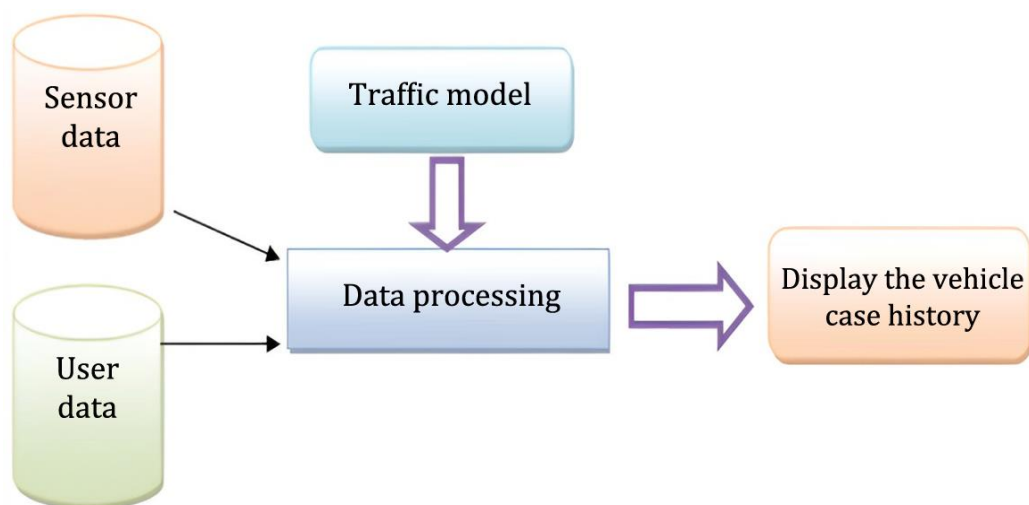 Sensor
data
Traffic model
Data processing
Display the vehicle
case history
User
data